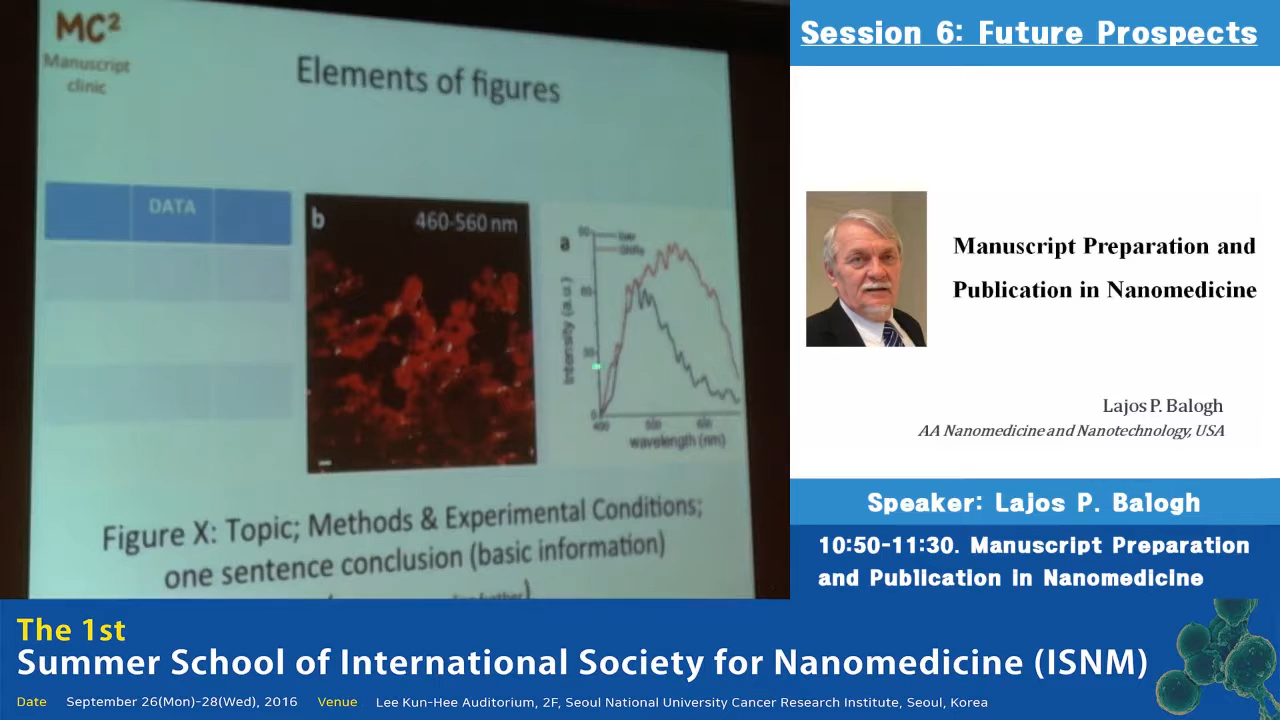 MC²
Manuscript
clinic
Elements of figures
DATA
b
460-560 nm
a
Intensity (a.u.)
400
500
600
wavelength (nm)
Figure X: Topic; Methods & Experimental Conditions;
one sentence conclusion (basic information)
Session 6: Future Prospects
Manuscript Preparation and
Publication in Nanomedicine
Lajos P. Balogh
AA Nanomedicine and Nanotechnology, USA
Speaker: Lajos P. Balogh
10:50-11:30. Manuscript Preparation
and Publication in Nanomedicine
The 1st
Summer School of International Society for Nanomedicine (ISNM)
Date September 26(Mon)-28(Wed), 2016 Venue Lee Kun-Hee Auditorium, 2F, Seoul National University Cancer Research Institute, Seoul, Korea